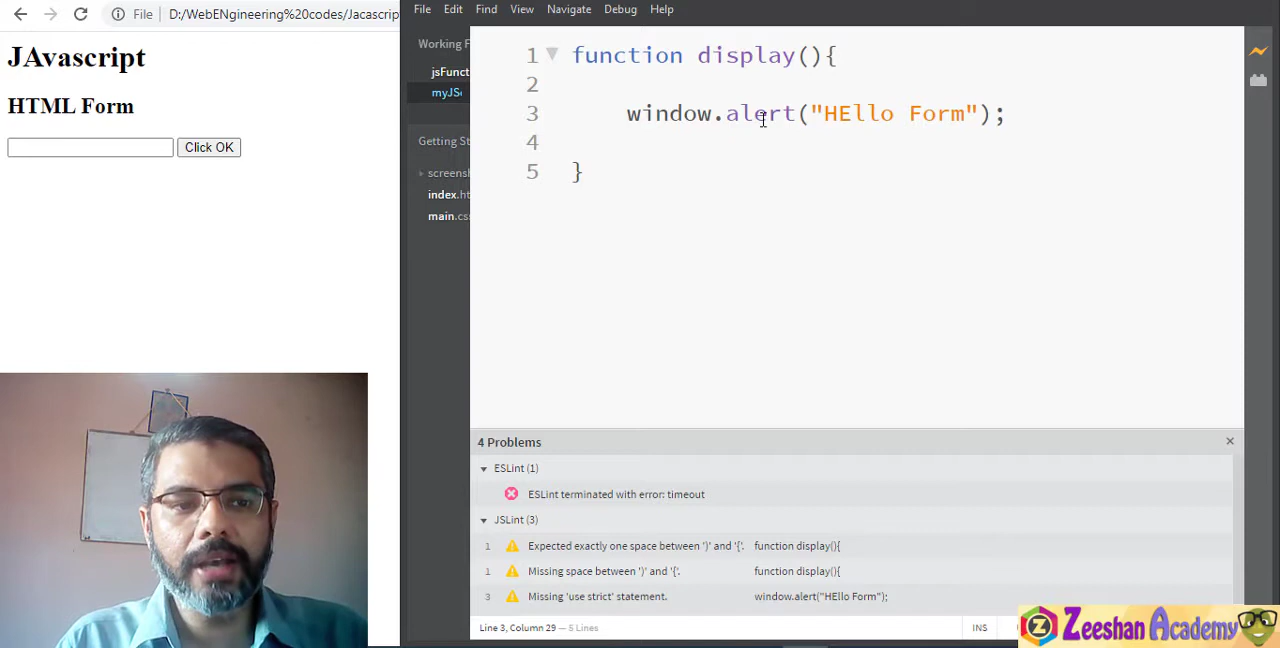 File D:/WebENgineering%20codes/Jacascrip
JAvascript
HTML Form
Click OK
File Edit Find View Navigate Debug Help
Working F
jsFunct
myJSc
Getting St
screensh
index.ht
main.css
1 function display(){
2
3 window.alert("HEllo Form");
4
5 }
4 Problems
ESLint (1)
ESLint terminated with error: timeout
JSLint (3)
1 Expected exactly one space between ')' and '{'. function display(){
1 Missing space between ')' and '{'. function display(){
3 Missing 'use strict' statement. window.alert("HEllo Form");
Line 3, Column 29 — 5 Lines
INS
Zeeshan Academy